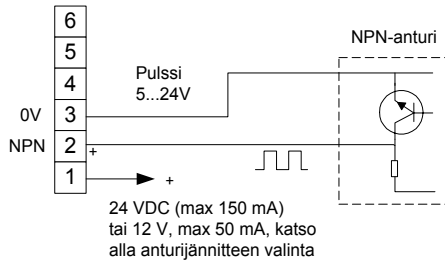 6
5
4
3
2
1
0V
NPN
+
Pulssi
5...24V
NPN-anturi
+
24 VDC (max 150 mA)
tai 12 V, max 50 mA, katso
alla anturijännitteen valinta